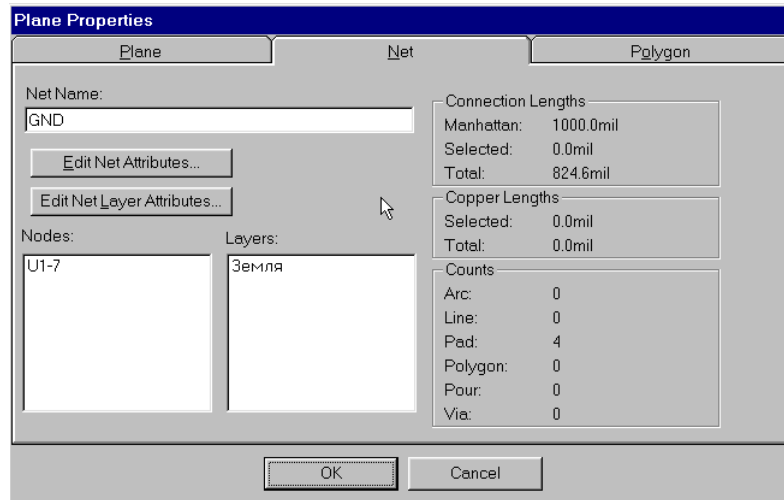 Plane Properties
Plane
Net
Polygon
Net Name:
GND
Edit Net Attributes...
Edit Net Layer Attributes...
Nodes:
U1-7
Layers:
Земля
Connection Lengths
Manhattan: 1000.0mil
Selected: 0.0mil
Total: 824.6mil
Copper Lengths
Selected: 0.0mil
Total: 0.0mil
Counts
Arc: 0
Line: 0
Pad: 4
Polygon: 0
Pour: 0
Via: 0
OK
Cancel